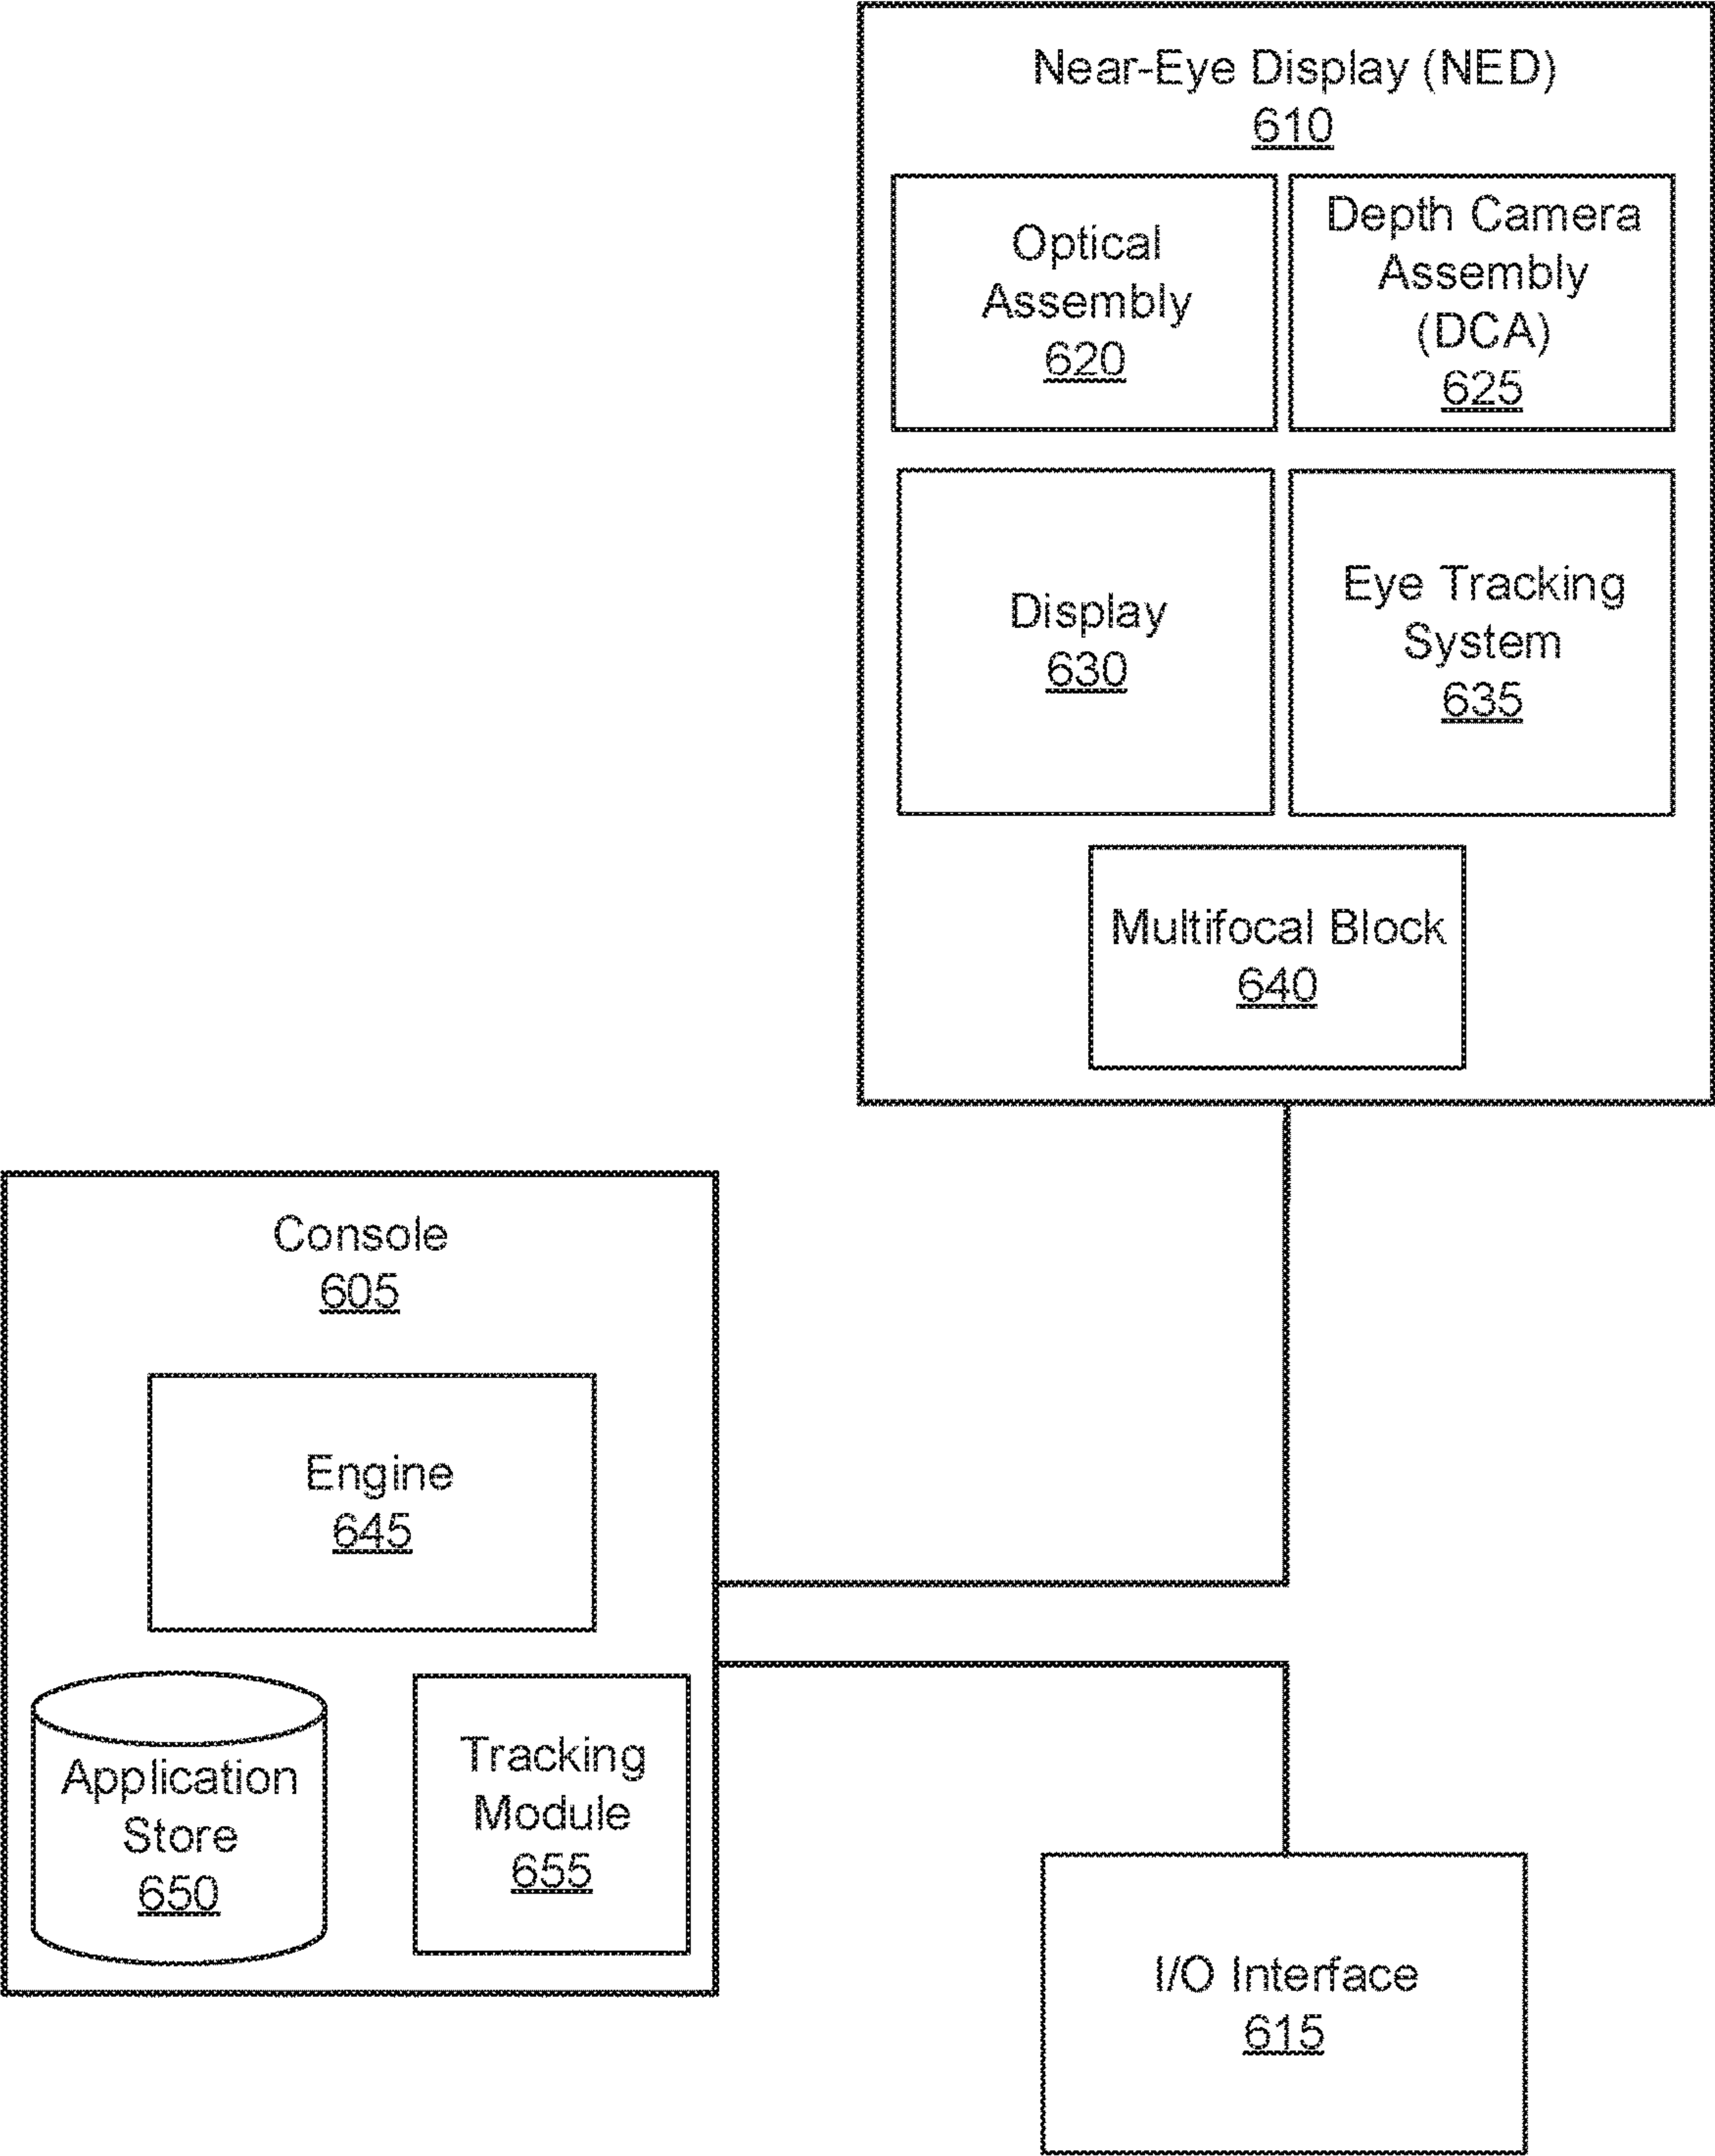 Near-Eye Display (NED)
610
Optical
Assembly
620
Depth Camera
Assembly
(DCA)
625
Display
630
Eye Tracking
System
635
Multifocal Block
640
Console
605
Engine
645
Application
Store
650
Tracking
Module
655
I/O Interface
615